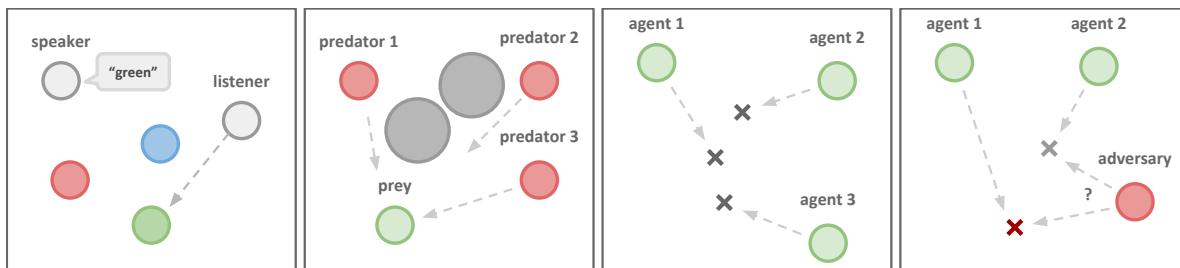 speaker
“green”
listener
predator 1
predator 2
predator 3
prey
agent 1
agent 2
agent 3
agent 1
agent 2
adversary
?